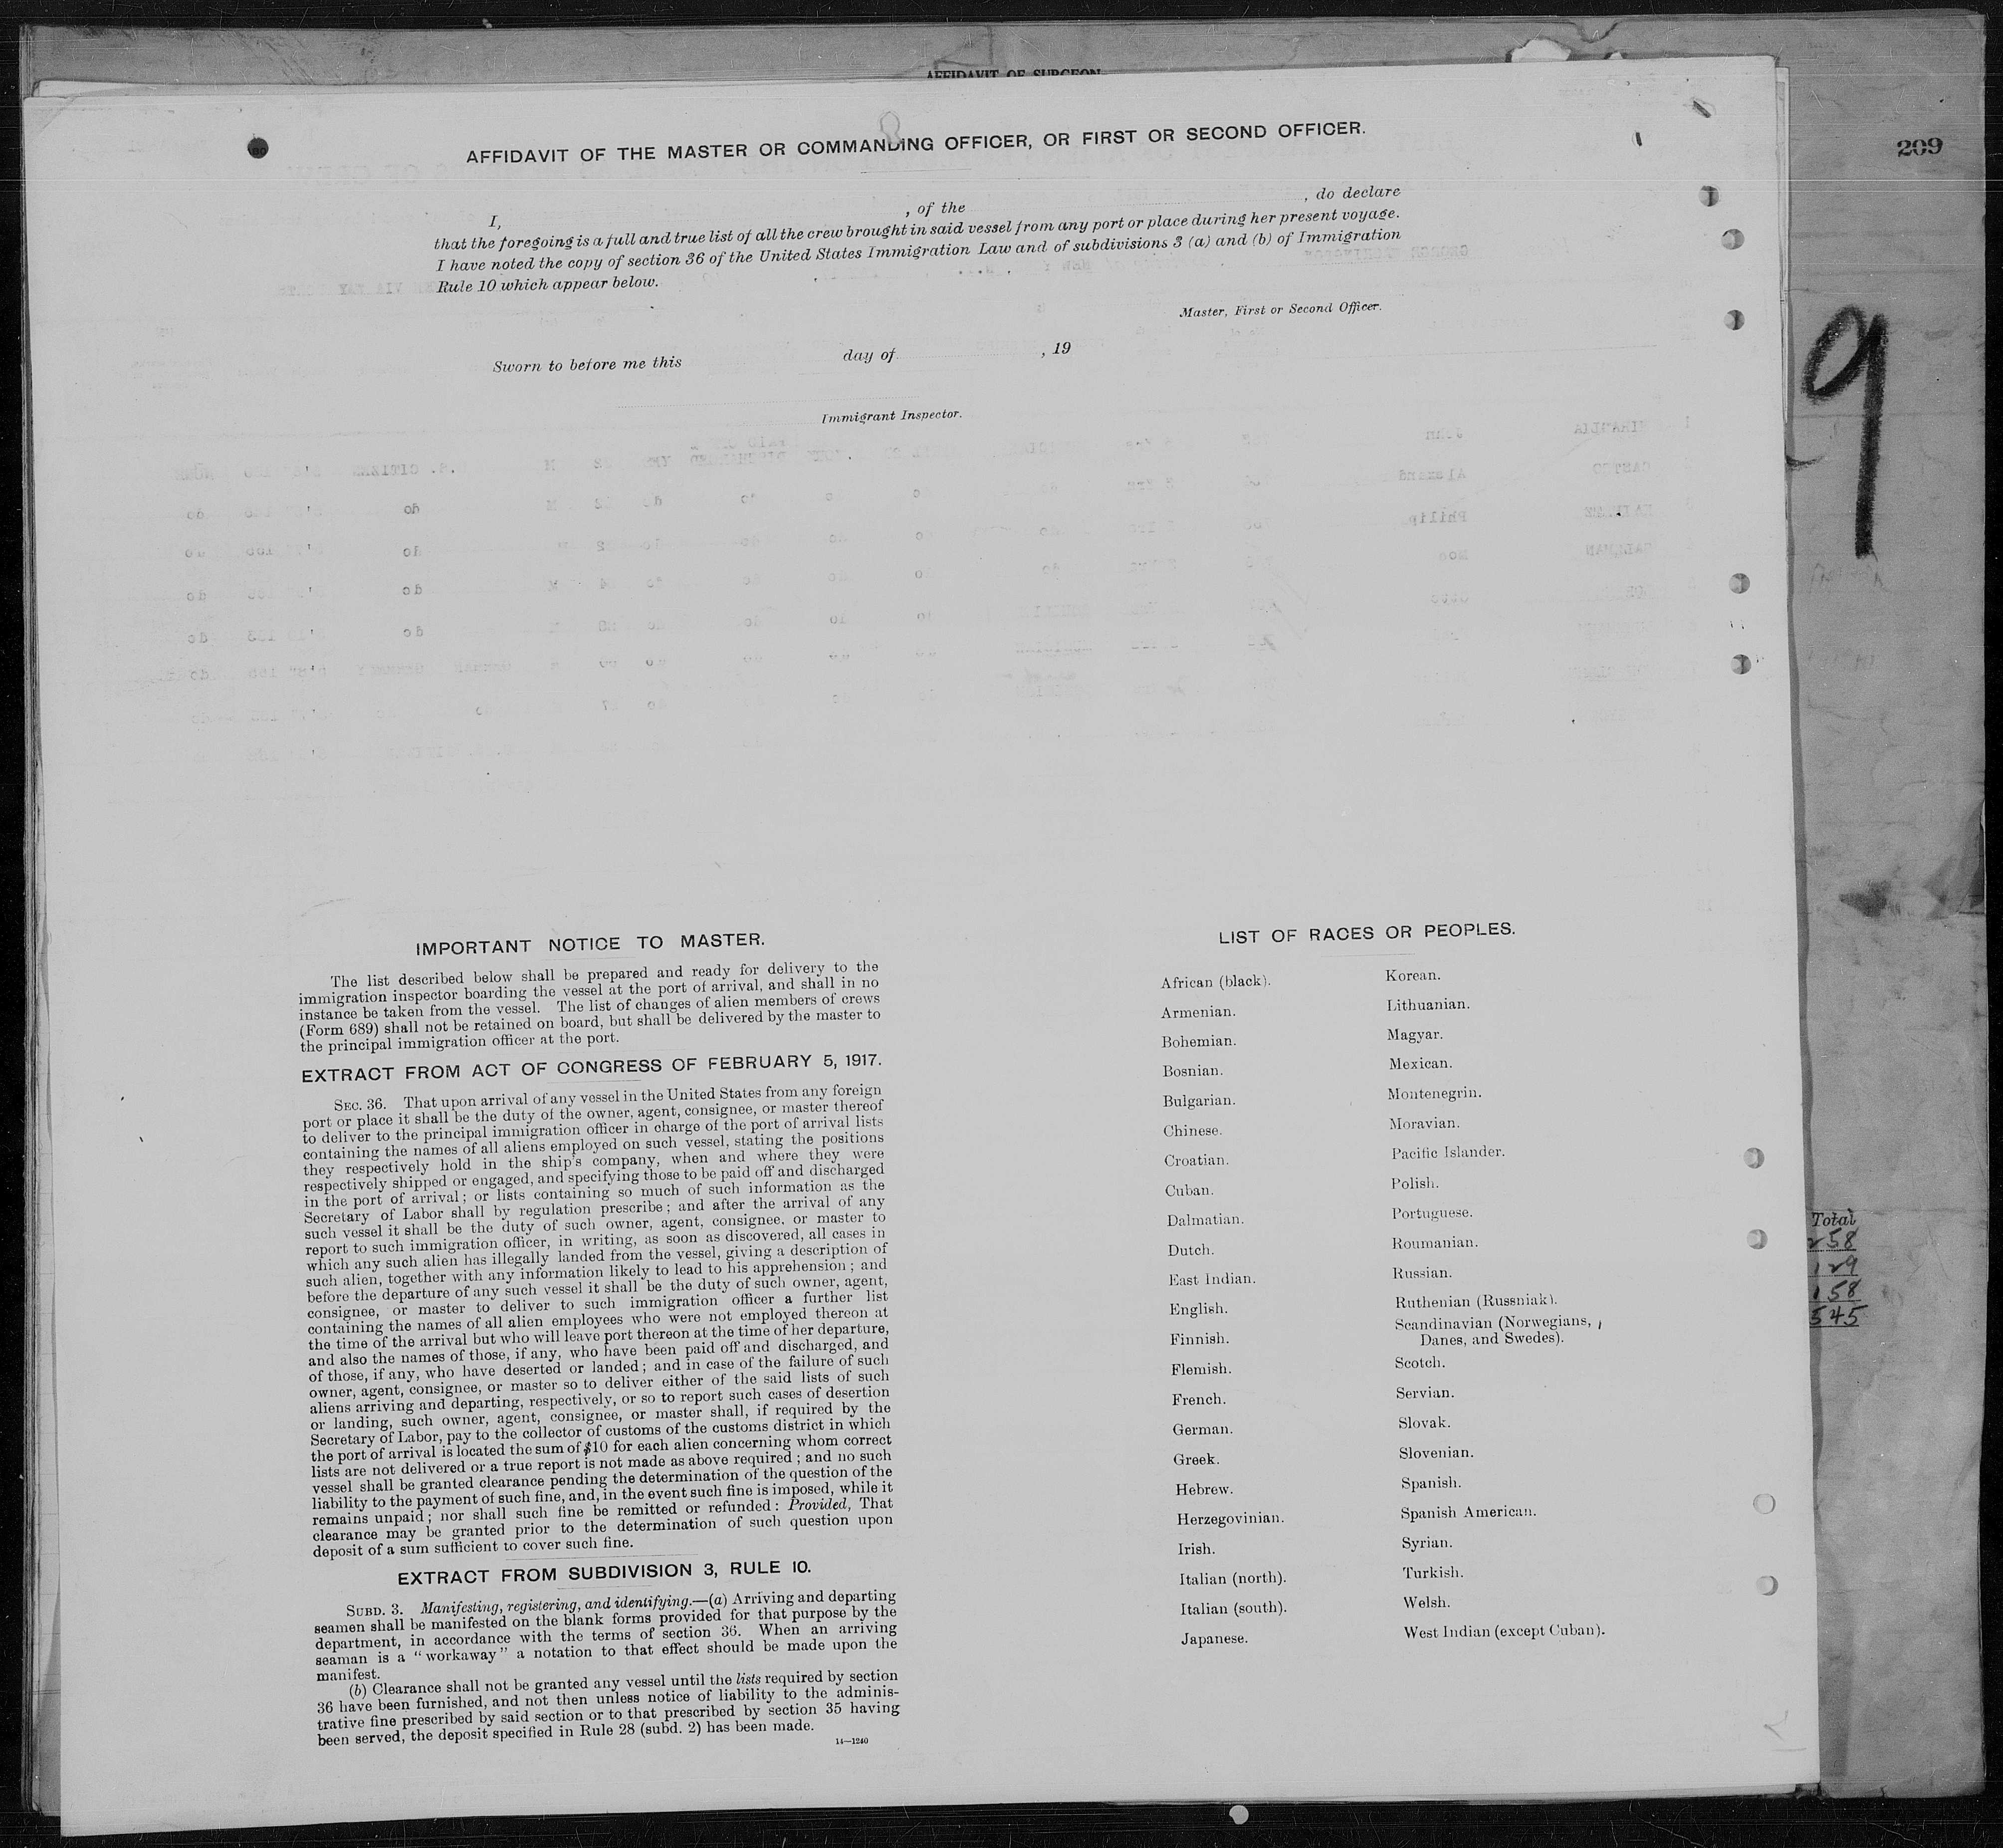 AFFIDAVIT OF SURGEON
209
AFFIDAVIT OF THE MASTER OR COMMANDING OFFICER, OR FIRST OR SECOND OFFICER.
I, , of the , do declare
that the foregoing is a full and true list of all the crew brought in said vessel from any port or place during her present voyage.
I have noted the copy of section 36 of the United States Immigration Law and of subdivisions 3 (a) and (b) of Immigration
Rule 10 which appear below.
Master, First or Second Officer.
Sworn to before me this day of , 19
Immigrant Inspector.
9
IMPORTANT NOTICE TO MASTER.
The list described below shall be prepared and ready for delivery to the
immigration inspector boarding the vessel at the port of arrival, and shall in no
instance be taken from the vessel. The list of changes of alien members of crews
(Form 689) shall not be retained on board, but shall be delivered by the master to
the principal immigration officer at the port.
EXTRACT FROM ACT OF CONGRESS OF FEBRUARY 5, 1917.
SEC. 36. That upon arrival of any vessel in the United States from any foreign
port or place it shall be the duty of the owner, agent, consignee, or master thereof
to deliver to the principal immigration officer in charge of the port of arrival lists
containing the names of all aliens employed on such vessel, stating the positions
they respectively hold in the ship's company, when and where they were
respectively shipped or engaged, and specifying those to be paid off and discharged
in the port of arrival; or lists containing so much of such information as the
Secretary of Labor shall by regulation prescribe; and after the arrival of any
such vessel it shall be the duty of such owner, agent, consignee, or master to
report to such immigration officer, in writing, as soon as discovered, all cases in
which any such alien has illegally landed from the vessel, giving a description of
such alien, together with any information likely to lead to his apprehension; and
before the departure of any such vessel it shall be the duty of such owner, agent,
consignee, or master to deliver to such immigration officer a further list
containing the names of all alien employees who were not employed thereon at
the time of the arrival but who will leave port thereon at the time of her departure,
and also the names of those, if any, who have been paid off and discharged, and
of those, if any, who have deserted or landed; and in case of the failure of such
owner, agent, consignee, or master so to deliver either of the said lists of such
aliens arriving and departing, respectively, or so to report such cases of desertion
or landing, such owner, agent, consignee, or master shall, if required by the
Secretary of Labor, pay to the collector of customs of the customs district in which
the port of arrival is located the sum of $10 for each alien concerning whom correct
lists are not delivered or a true report is not made as above required; and no such
vessel shall be granted clearance pending the determination of the question of the
liability to the payment of such fine, and, in the event such fine is imposed, while it
remains unpaid; nor shall such fine be remitted or refunded: Provided, That
clearance may be granted prior to the determination of such question upon
deposit of a sum sufficient to cover such fine.
EXTRACT FROM SUBDIVISION 3, RULE 10.
SUBD. 3. Manifesting, registering, and identifying.—(a) Arriving and departing
seamen shall be manifested on the blank forms provided for that purpose by the
department, in accordance with the terms of section 36. When an arriving
seaman is a "workaway" a notation to that effect should be made upon the
manifest.
(b) Clearance shall not be granted any vessel until the lists required by section
36 have been furnished, and not then unless notice of liability to the adminis-
trative fine prescribed by said section or to that prescribed by section 35 having
been served, the deposit specified in Rule 28 (subd. 2) has been made.
14—1240
LIST OF RACES OR PEOPLES.
African (black).
Armenian.
Bohemian.
Bosnian.
Bulgarian.
Chinese.
Croatian.
Cuban.
Dalmatian.
Dutch.
East Indian.
English.
Finnish.
Flemish.
French.
German.
Greek.
Hebrew.
Herzegovinian.
Irish.
Italian (north).
Italian (south).
Japanese.
Korean.
Lithuanian.
Magyar.
Mexican.
Montenegrin.
Moravian.
Pacific Islander.
Polish.
Portuguese.
Roumanian.
Russian.
Ruthenian (Russniak).
Scandinavian (Norwegians,
Danes, and Swedes).
Scotch.
Servian.
Slovak.
Slovenian.
Spanish.
Spanish American.
Syrian.
Turkish.
Welsh.
West Indian (except Cuban).
Total
258
129
158
545